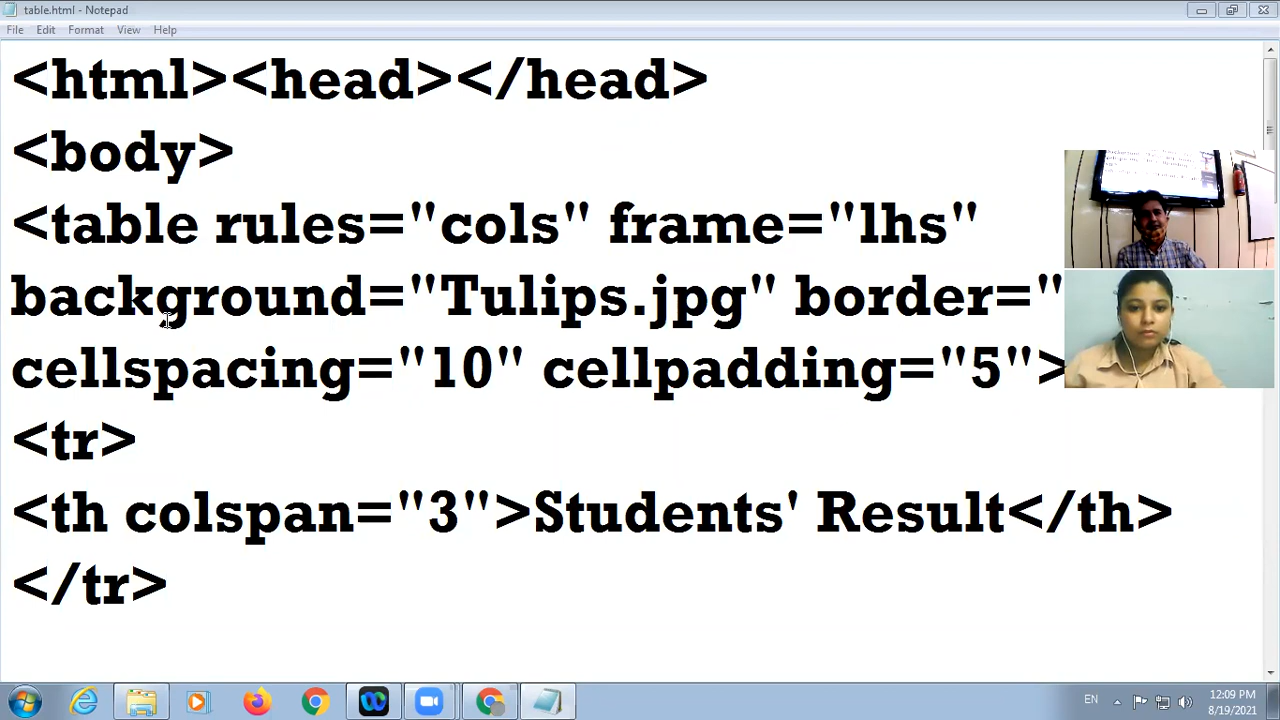 table.html - Notepad
File Edit Format View Help
<html><head></head>
<body>
<table rules="cols" frame="lhs"
background="Tulips.jpg" border="
cellspacing="10" cellpadding="5">
<tr>
<th colspan="3">Students' Result</th>
</tr>
EN
12:09 PM
8/19/2021